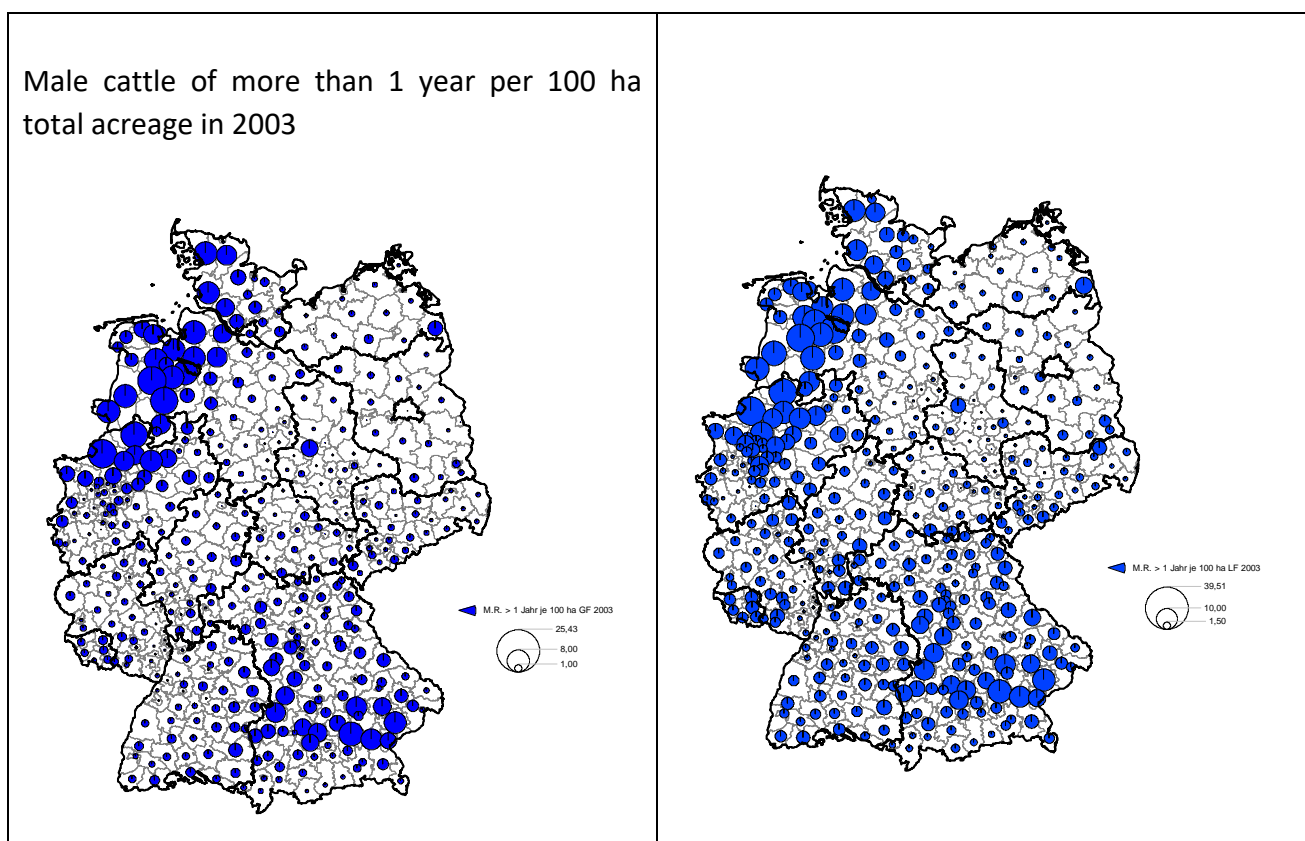 Male cattle of more than 1 year per 100 ha
total acreage in 2003
M.R. > 1 Jahr je 100 ha GF 2003
25,43
8,00
1,00
M.R. > 1 Jahr je 100 ha LF 2003
39,51
10,00
1,50